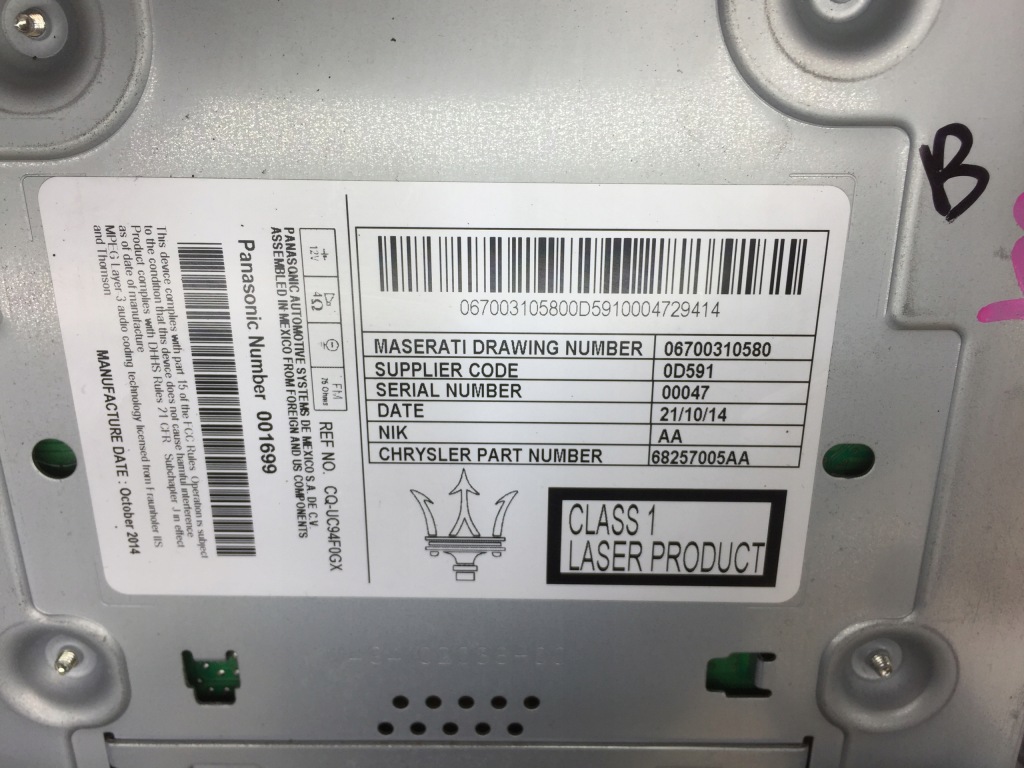 B
067003105800D5910004729414
MASERATI DRAWING NUMBER 06700310580
SUPPLIER CODE 0D591
SERIAL NUMBER 00047
DATE 21/10/14
NIK AA
CHRYSLER PART NUMBER 68257005AA
CLASS 1
LASER PRODUCT
12V 4Ω FM 75 Ohms REF NO. CQ-UC94F0GX
PANASONIC AUTOMOTIVE SYSTEMS DE MEXICO S.A. DE C.V.
ASSEMBLED IN MEXICO FROM FOREIGN AND US COMPONENTS
Panasonic Number 001699
This device complies with part 15 of the FCC Rules. Operation is subject
to the condition that this device does not cause harmful interference
Product complies with DHHS Rules 21 CFR Subchapter J in effect
as of date of manufacture
MPEG Layer 3 audio coding technology licensed from Fraunhofer IIS
and Thomson
MANUFACTURE DATE : October 2014